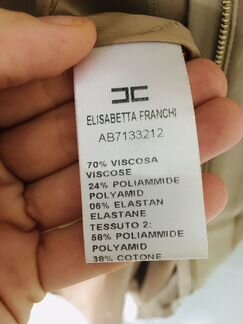 ELISABETTA FRANCHI
AB7133212
70% VISCOSA
VISCOSE
24% POLIAMMIDE
POLYAMID
06% ELASTAN
ELASTANE
TESSUTO 2:
58% POLIAMMIDE
POLYAMID
38% COTONE